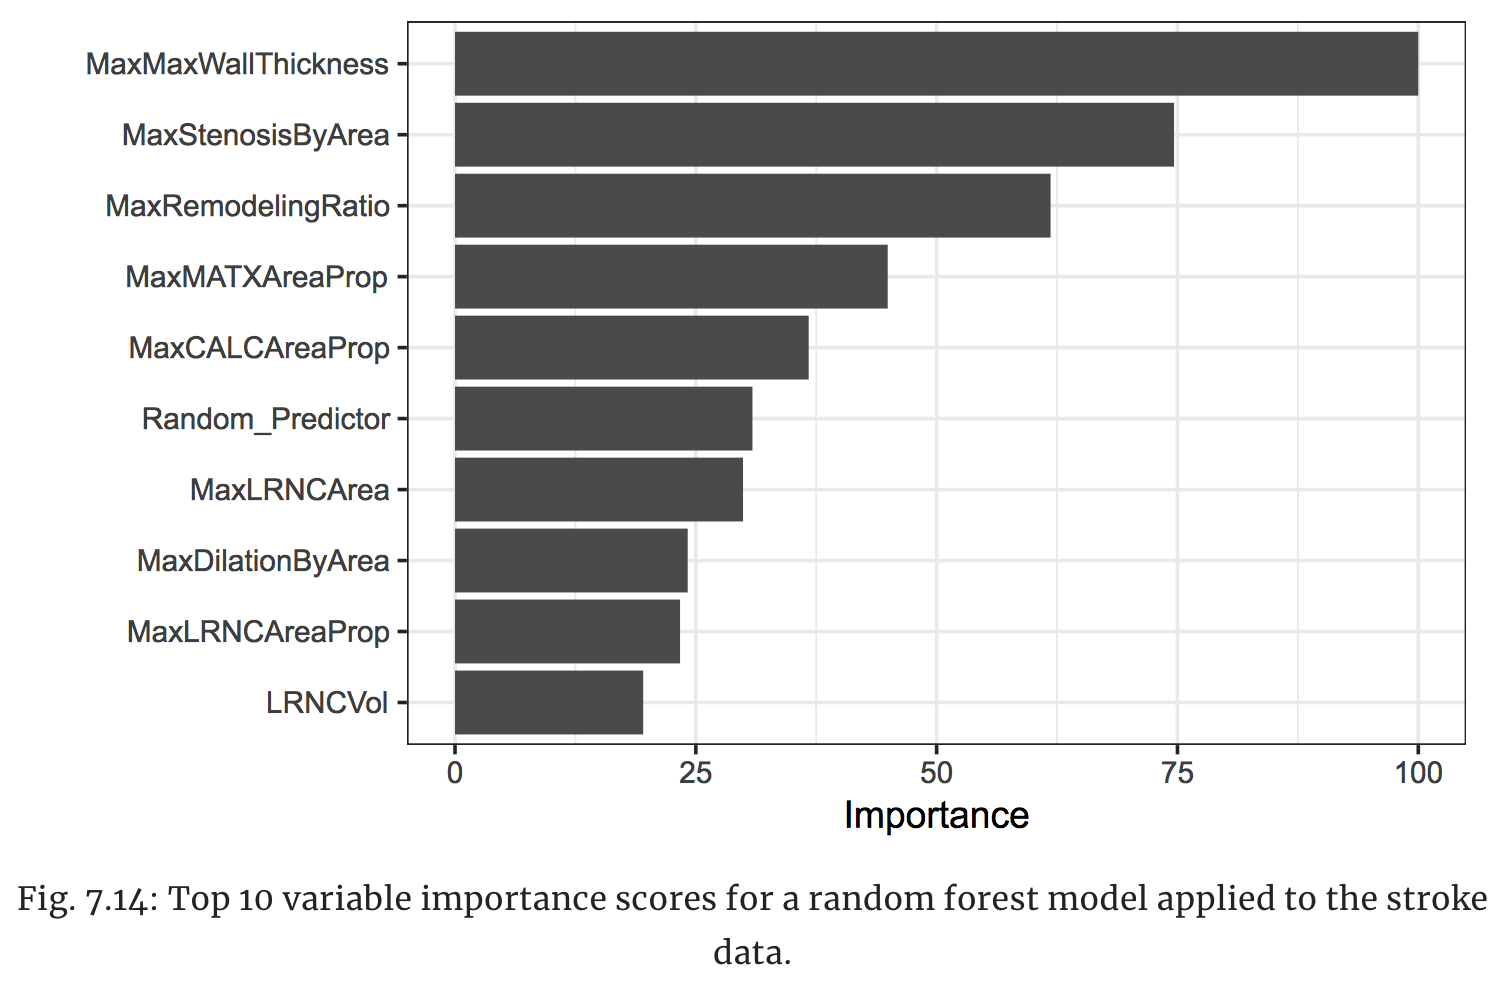 MaxMaxWallThickness
MaxStenosisByArea
MaxRemodelingRatio
MaxMATXAreaProp
MaxCALCAreaProp
Random_Predictor
MaxLRNCArea
MaxDilationByArea
MaxLRNCAreaProp
LRNCVol
0 25 50 75 100
Importance
Fig. 7.14: Top 10 variable importance scores for a random forest model applied to the stroke
data.